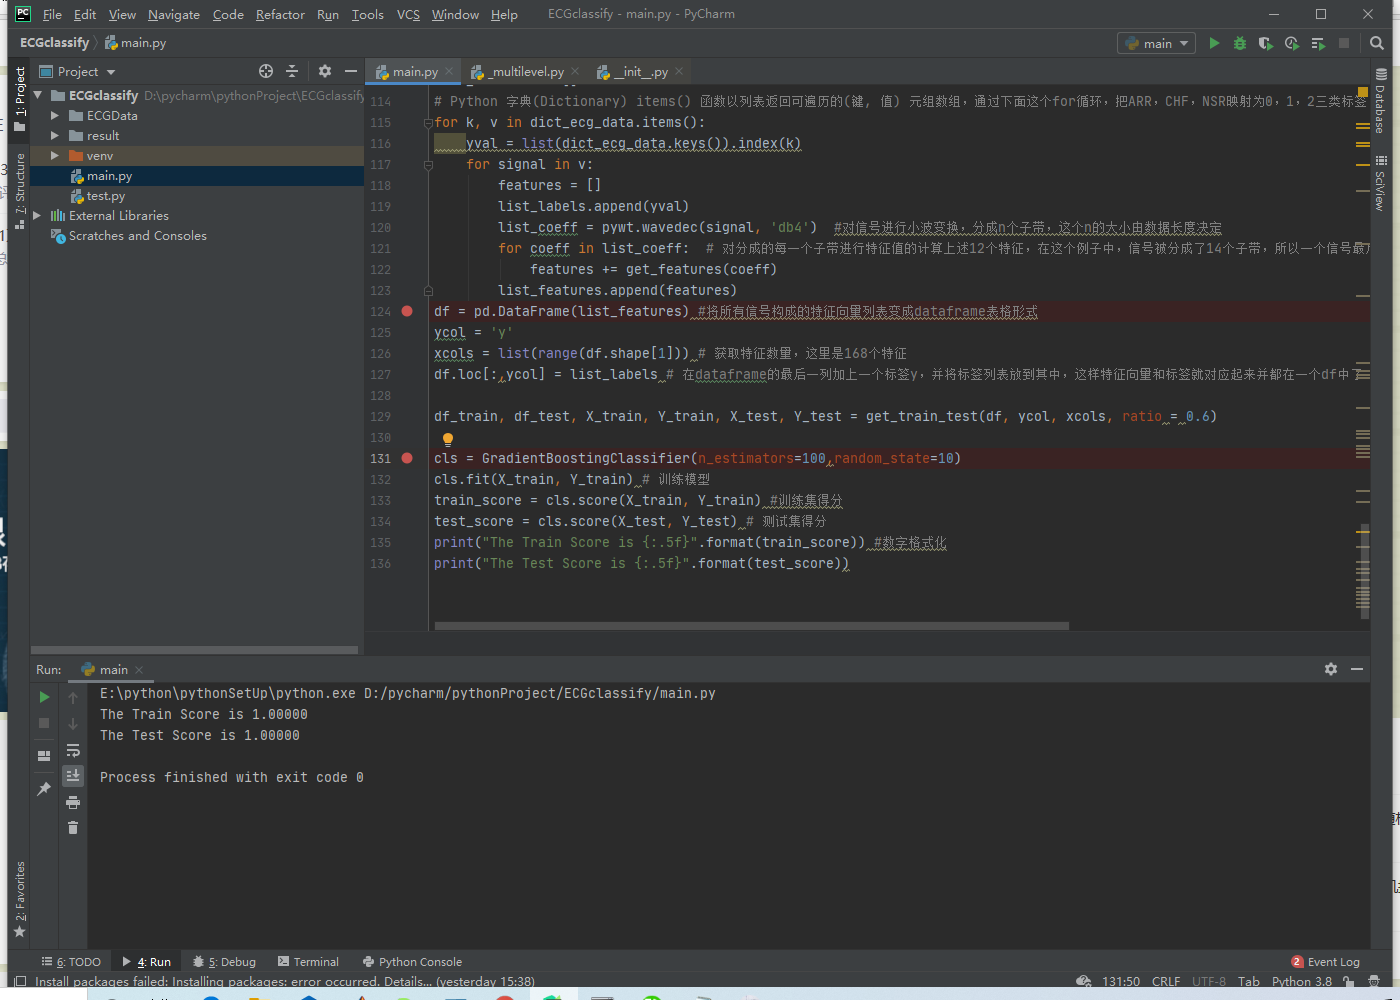 File Edit View Navigate Code Refactor Run Tools VCS Window Help ECGclassify - main.py - PyCharm
ECGclassify main.py main
Project main.py _multilevel.py __init__.py
ECGclassify D:\pycharm\pythonProject\ECGclassify
ECGData
result
venv
main.py
test.py
External Libraries
Scratches and Consoles
1: Project
7: Structure
2: Favorites
Database
SciView
114 # Python 字典(Dictionary) items() 函数以列表返回可遍历的(键, 值) 元组数组，通过下面这个for循环，把ARR，CHF，NSR映射为0，1，2三类标签
115 for k, v in dict_ecg_data.items():
116 yval = list(dict_ecg_data.keys()).index(k)
117 for signal in v:
118 features = []
119 list_labels.append(yval)
120 list_coeff = pywt.wavedec(signal, 'db4') #对信号进行小波变换，分成n个子带，这个n的大小由数据长度决定
121 for coeff in list_coeff: # 对分成的每一个子带进行特征值的计算上述12个特征，在这个例子中，信号被分成了14个子带，所以一个信号最
122 features += get_features(coeff)
123 list_features.append(features)
124 df = pd.DataFrame(list_features) #将所有信号构成的特征向量列表变成dataframe表格形式
125 ycol = 'y'
126 xcols = list(range(df.shape[1])) # 获取特征数量，这里是168个特征
127 df.loc[:,ycol] = list_labels # 在dataframe的最后一列加上一个标签y，并将标签列表放到其中，这样特征向量和标签就对应起来并都在一个df中了
128
129 df_train, df_test, X_train, Y_train, X_test, Y_test = get_train_test(df, ycol, xcols, ratio = 0.6)
130
131 cls = GradientBoostingClassifier(n_estimators=100,random_state=10)
132 cls.fit(X_train, Y_train) # 训练模型
133 train_score = cls.score(X_train, Y_train) #训练集得分
134 test_score = cls.score(X_test, Y_test) # 测试集得分
135 print("The Train Score is {:.5f}".format(train_score)) #数字格式化
136 print("The Test Score is {:.5f}".format(test_score))
Run: main
E:\python\pythonSetUp\python.exe D:/pycharm/pythonProject/ECGclassify/main.py
The Train Score is 1.00000
The Test Score is 1.00000
Process finished with exit code 0
6: TODO 4: Run 5: Debug Terminal Python Console 2 Event Log
Install packages failed: Installing packages: error occurred. Details... (yesterday 15:38) 131:50 CRLF UTF-8 Tab Python 3.8